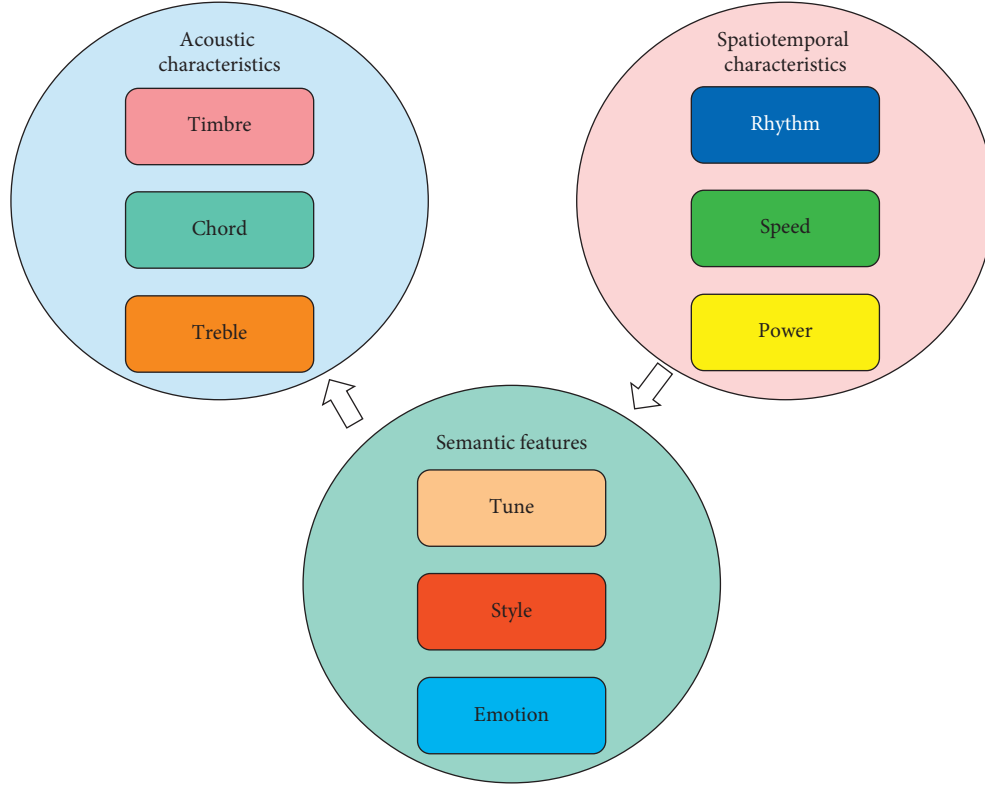 Acoustic
characteristics
Timbre
Chord
Treble
Spatiotemporal
characteristics
Rhythm
Speed
Power
Semantic features
Tune
Style
Emotion